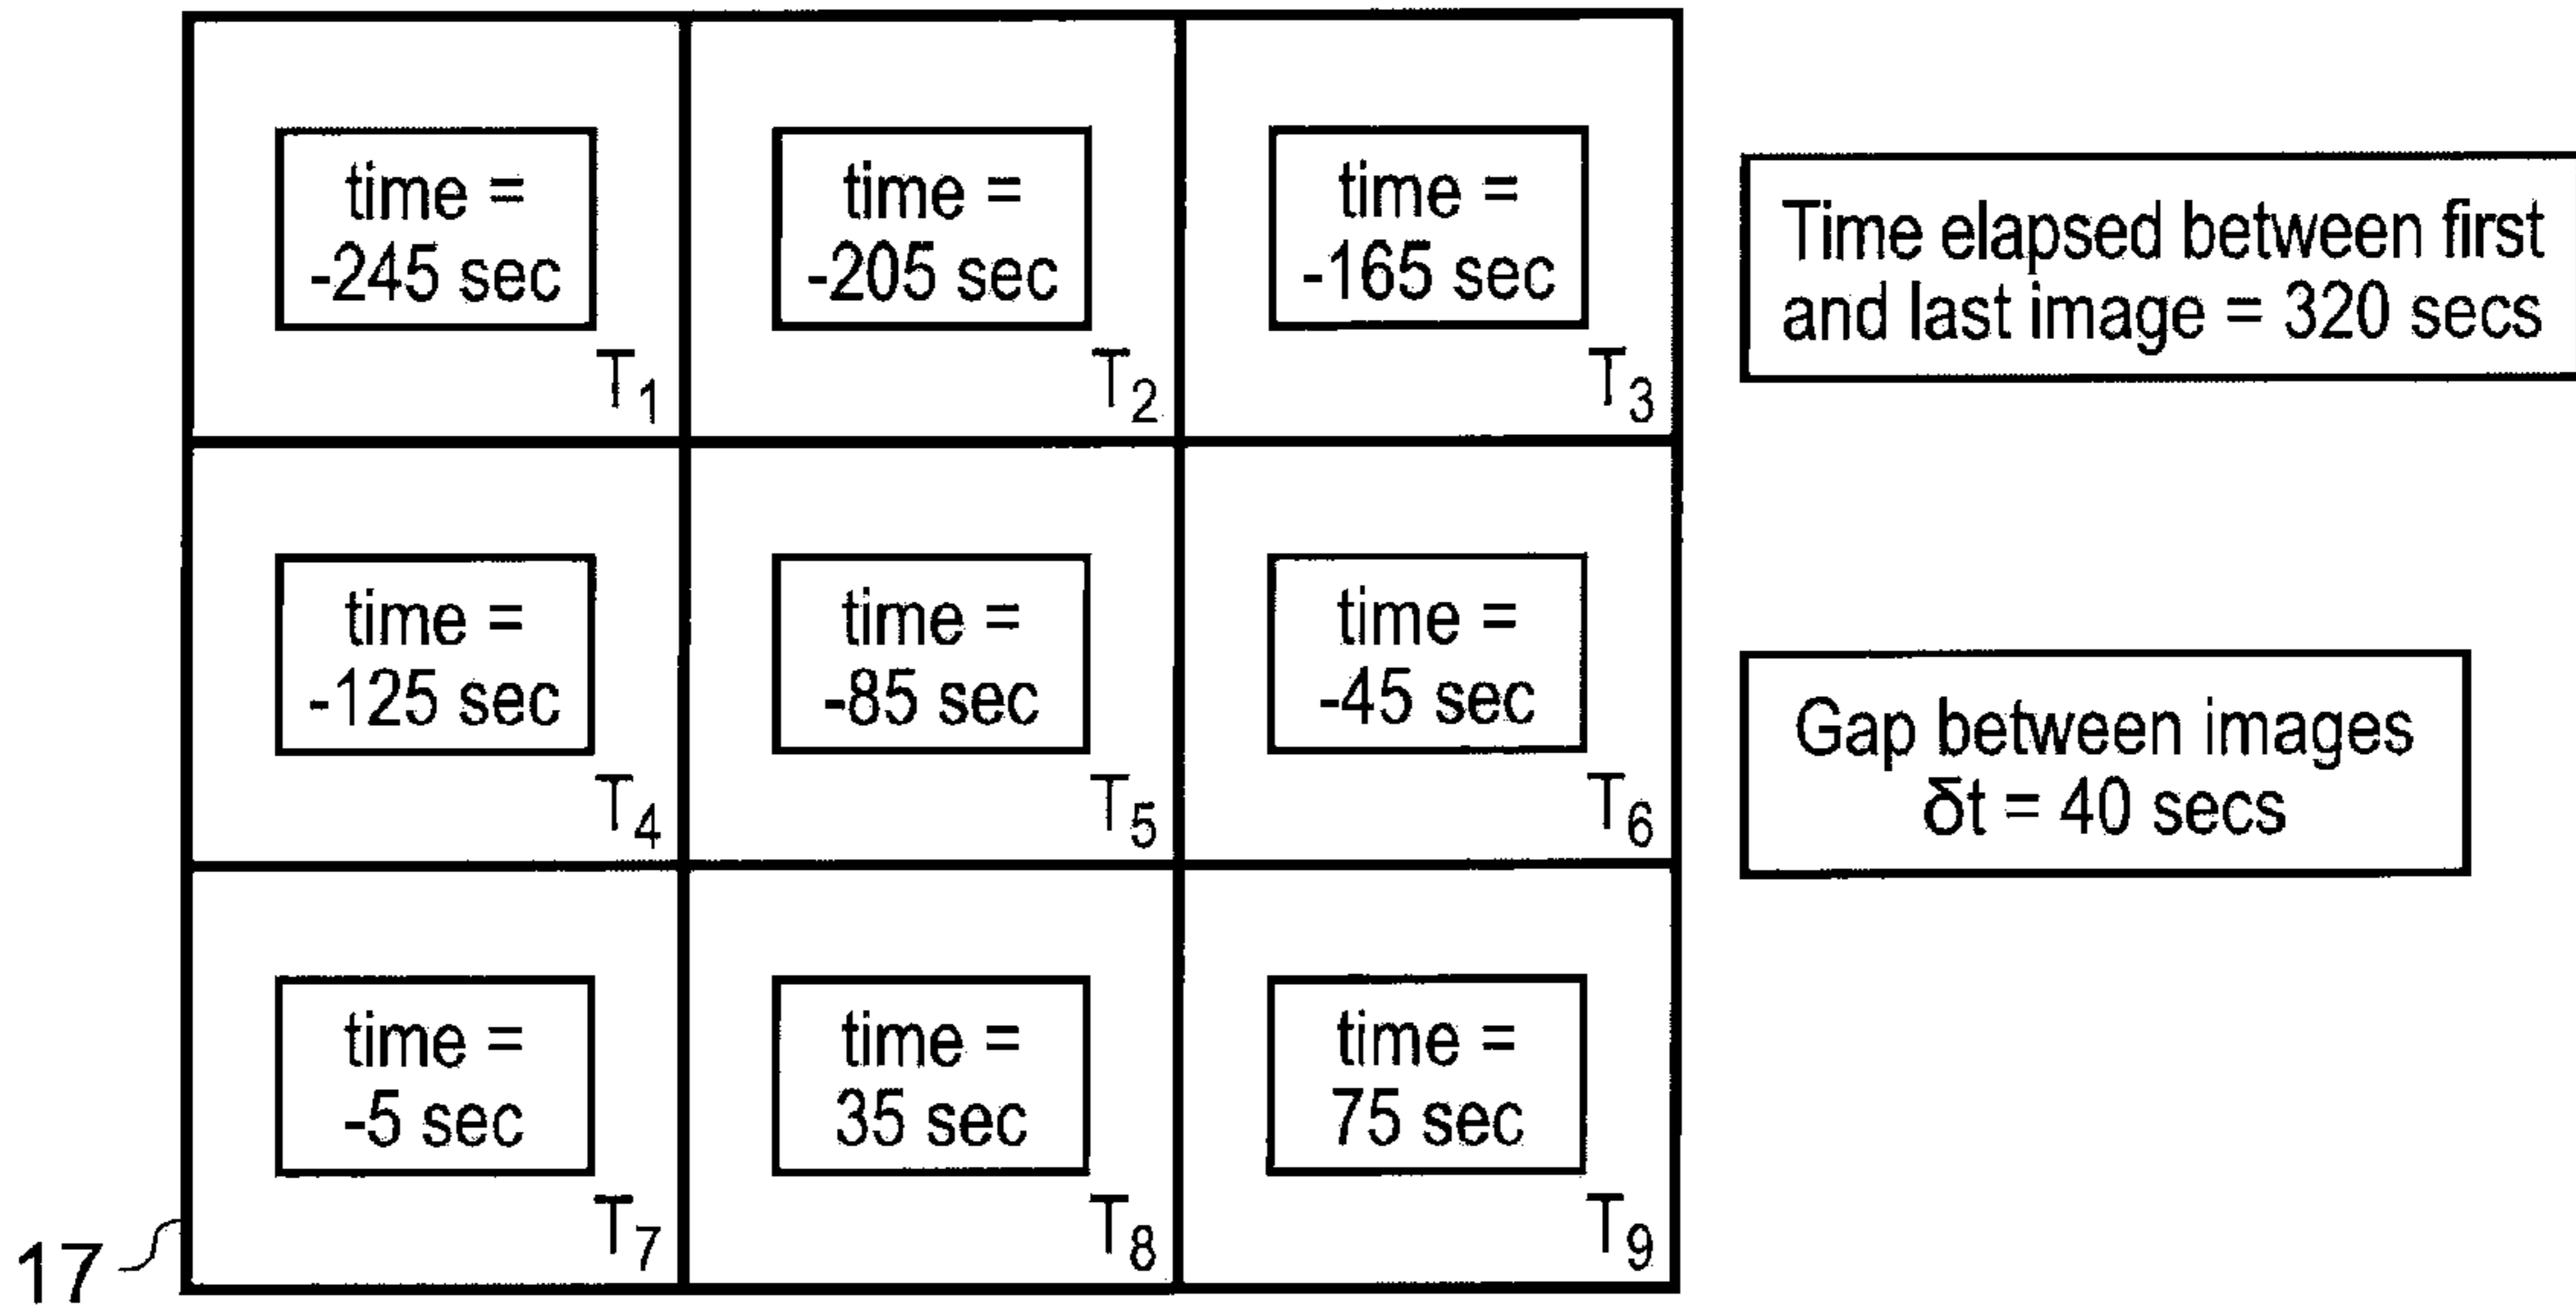 time =
-245 sec
T1
time =
-205 sec
T2
time =
-165 sec
T3
Time elapsed between first
and last image = 320 secs
time =
-125 sec
T4
time =
-85 sec
T5
time =
-45 sec
T6
Gap between images
δt = 40 secs
time =
-5 sec
T7
time =
35 sec
T8
time =
75 sec
T9
17